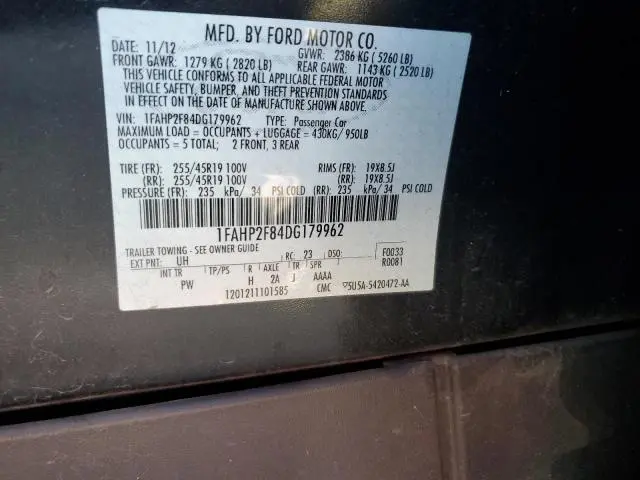 MFD. BY FORD MOTOR CO.
DATE: 11/12 GVWR: 2386 KG ( 5260 LB)
FRONT GAWR: 1279 KG ( 2820 LB) REAR GAWR: 1143 KG ( 2520 LB)
THIS VEHICLE CONFORMS TO ALL APPLICABLE FEDERAL MOTOR
VEHICLE SAFETY, BUMPER, AND THEFT PREVENTION STANDARDS
IN EFFECT ON THE DATE OF MANUFACTURE SHOWN ABOVE.
VIN: 1FAHP2F84DG179962 TYPE: Passenger Car
MAXIMUM LOAD = OCCUPANTS + LUGGAGE = 430KG/950LB
OCCUPANTS = 5 TOTAL; 2 FRONT, 3 REAR
TIRE (FR): 255/45R19 100V RIMS (FR): 19X8.5J
(RR): 255/45R19 100V (RR): 19X8.5J
PRESSURE (FR): 235 kPa/ 34 PSI COLD (RR): 235 kPa/ 34 PSI COLD
1FAHP2F84DG179962
TRAILER TOWING - SEE OWNER GUIDE
EXT PNT: UH RC: 23 DSO: F0033
R0081
INT TR TP/PS R AXLE TR SPR
PW H 2A J AAAA
1201211101585 CMC 5U5A-5420472-AA